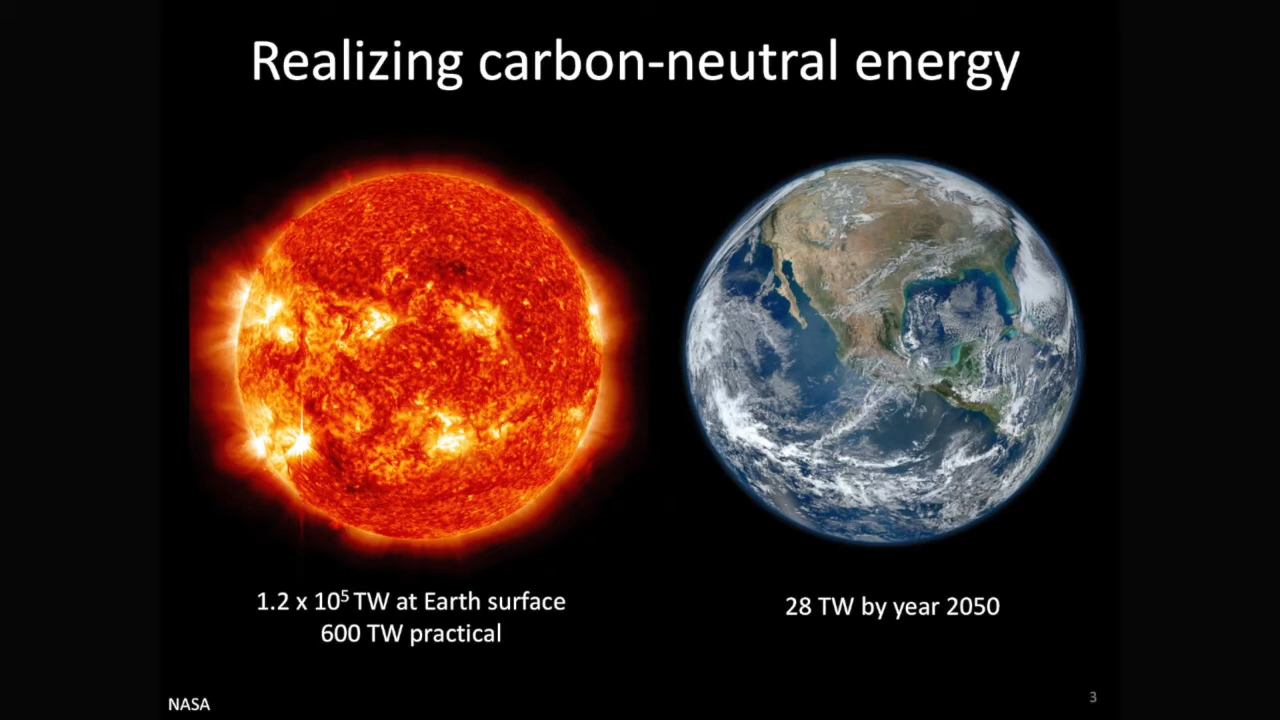 Realizing carbon-neutral energy
1.2 x 10⁵ TW at Earth surface
600 TW practical
28 TW by year 2050
NASA
3